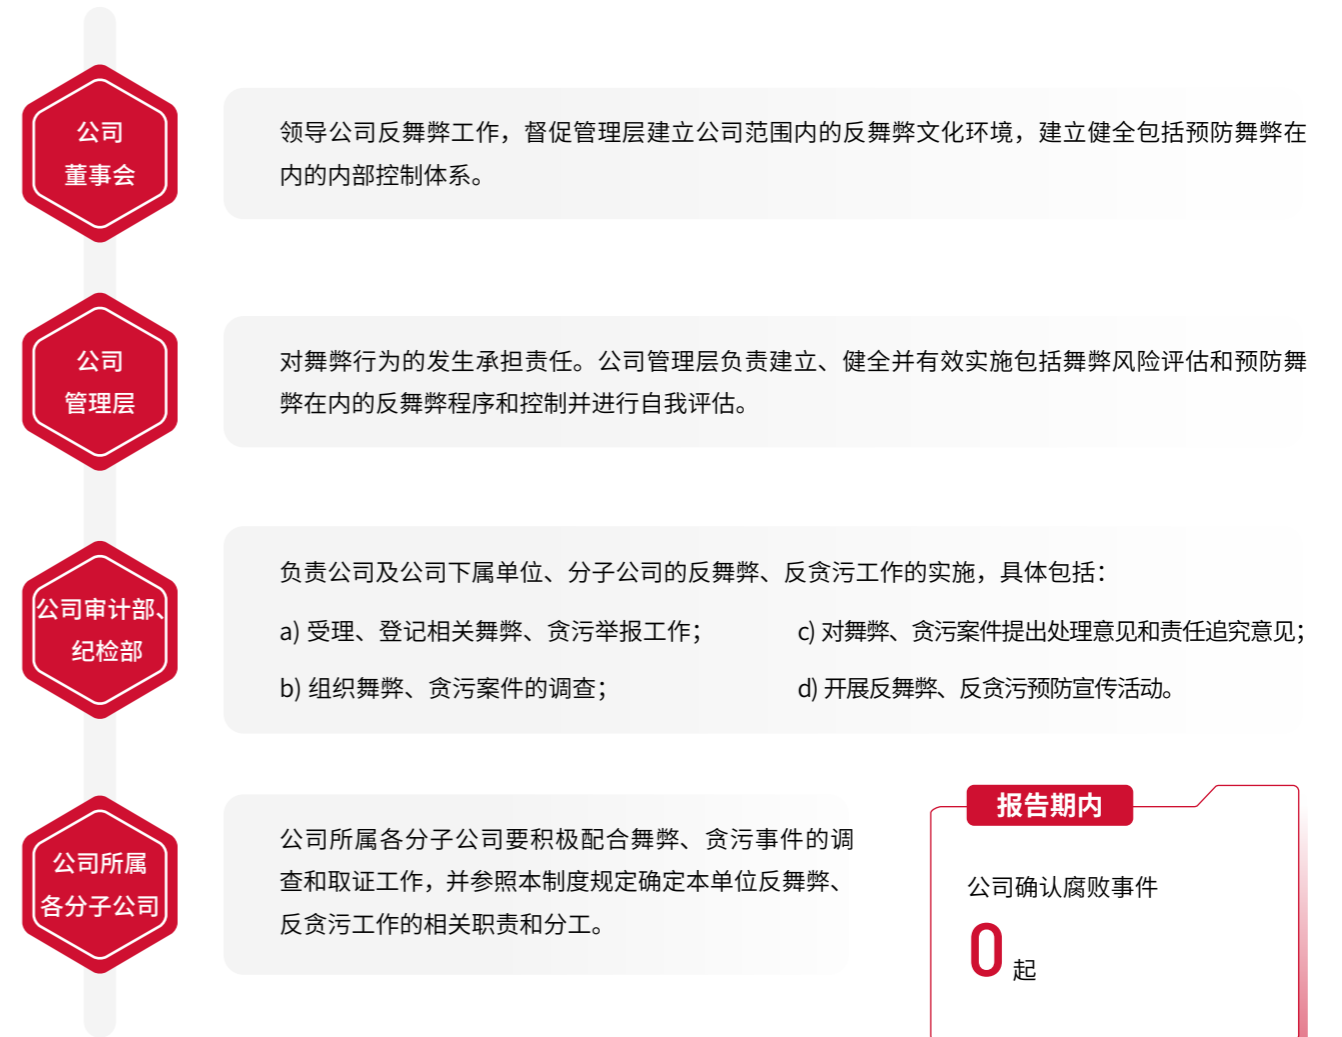 公司
董事会
领导公司反舞弊工作，督促管理层建立公司范围内的反舞弊文化环境，建立健全包括预防舞弊在
内的内部控制体系。
公司
管理层
对舞弊行为的发生承担责任。公司管理层负责建立、健全并有效实施包括舞弊风险评估和预防舞
弊在内的反舞弊程序和控制并进行自我评估。
公司审计部、
纪检部
负责公司及公司下属单位、分子公司的反舞弊、反贪污工作的实施，具体包括：
a) 受理、登记相关舞弊、贪污举报工作；
c) 对舞弊、贪污案件提出处理意见和责任追究意见；
b) 组织舞弊、贪污案件的调查；
d) 开展反舞弊、反贪污预防宣传活动。
公司所属
各分子公司
公司所属各分子公司要积极配合舞弊、贪污事件的调
查和取证工作，并参照本制度规定确定本单位反舞弊、
反贪污工作的相关职责和分工。
报告期内
公司确认腐败事件
0 起